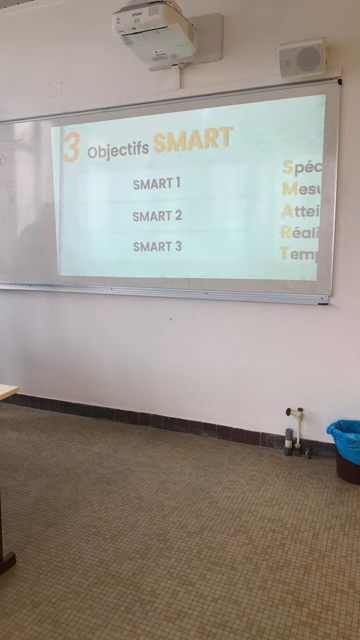 3 Objectifs SMART
SMART 1
SMART 2
SMART 3
Spéc
Mesu
Attei
Réali
Temp